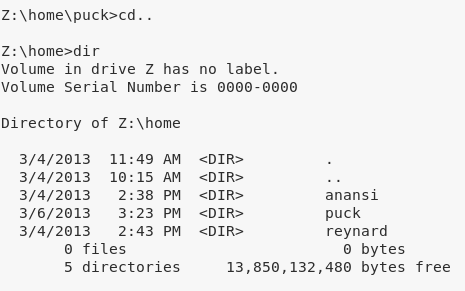 Z:\home\puck>cd..
Z:\home>dir
Volume in drive Z has no label.
Volume Serial Number is 0000-0000
Directory of Z:\home
3/4/2013  11:49 AM  <DIR>         .
3/4/2013  10:15 AM  <DIR>         ..
3/4/2013   2:38 PM  <DIR>         anansi
3/6/2013   3:23 PM  <DIR>         puck
3/4/2013   2:43 PM  <DIR>         reynard
0 files                        0 bytes
5 directories     13,850,132,480 bytes free